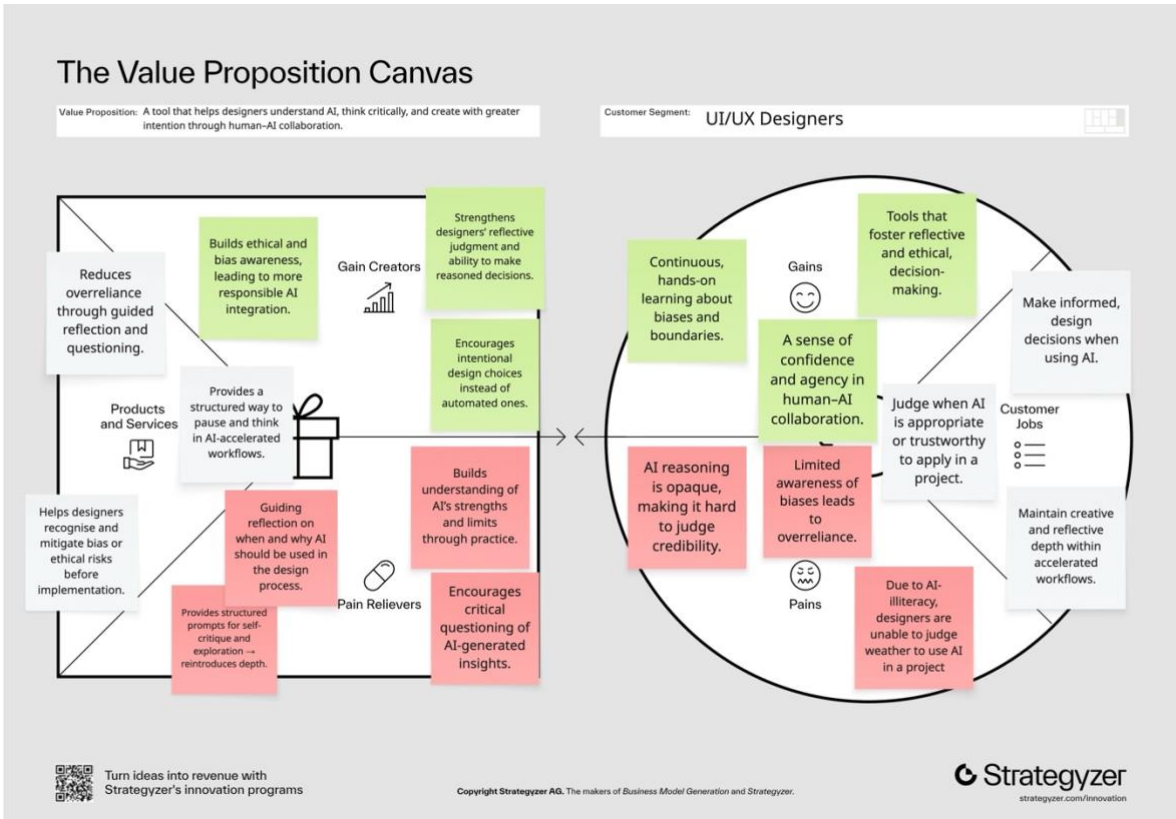 The Value Proposition Canvas
Value Proposition:
A tool that helps designers understand AI, think critically, and create with greater
intention through human–AI collaboration.
Customer Segment:
UI/UX Designers
Reduces
overreliance
through guided
reflection and
questioning.
Builds ethical and
bias awareness,
leading to more
responsible AI
integration.
Gain Creators
Strengthens
designers’ reflective
judgment and
ability to make
reasoned decisions.
Encourages
intentional
design choices
instead of
automated ones.
Products
and Services
Provides a
structured way to
pause and think
in AI-accelerated
workflows.
Helps designers
recognise and
mitigate bias or
ethical risks
before
implementation.
Guiding
reflection on
when and why AI
should be used in
the design
process.
Provides structured
prompts for self-
critique and
exploration →
reintroduces depth.
Pain Relievers
Builds
understanding of
AI’s strengths
and limits
through practice.
Encourages
critical
questioning of
AI-generated
insights.
Continuous,
hands-on
learning about
biases and
boundaries.
Gains
Tools that
foster reflective
and ethical,
decision-
making.
A sense of
confidence
and agency in
human–AI
collaboration.
Make informed,
design
decisions when
using AI.
Judge when AI
is appropriate
or trustworthy
to apply in a
project.
Customer
Jobs
Maintain creative
and reflective
depth within
accelerated
workflows.
AI reasoning
is opaque,
making it hard
to judge
credibility.
Limited
awareness of
biases leads
to
overreliance.
Pains
Due to AI-
illiteracy,
designers are
unable to judge
weather to use AI
in a project
Turn ideas into revenue with
Strategyzer's innovation programs
Copyright Strategyzer AG. The makers of Business Model Generation and Strategyzer.
Strategyzer
strategyzer.com/innovation